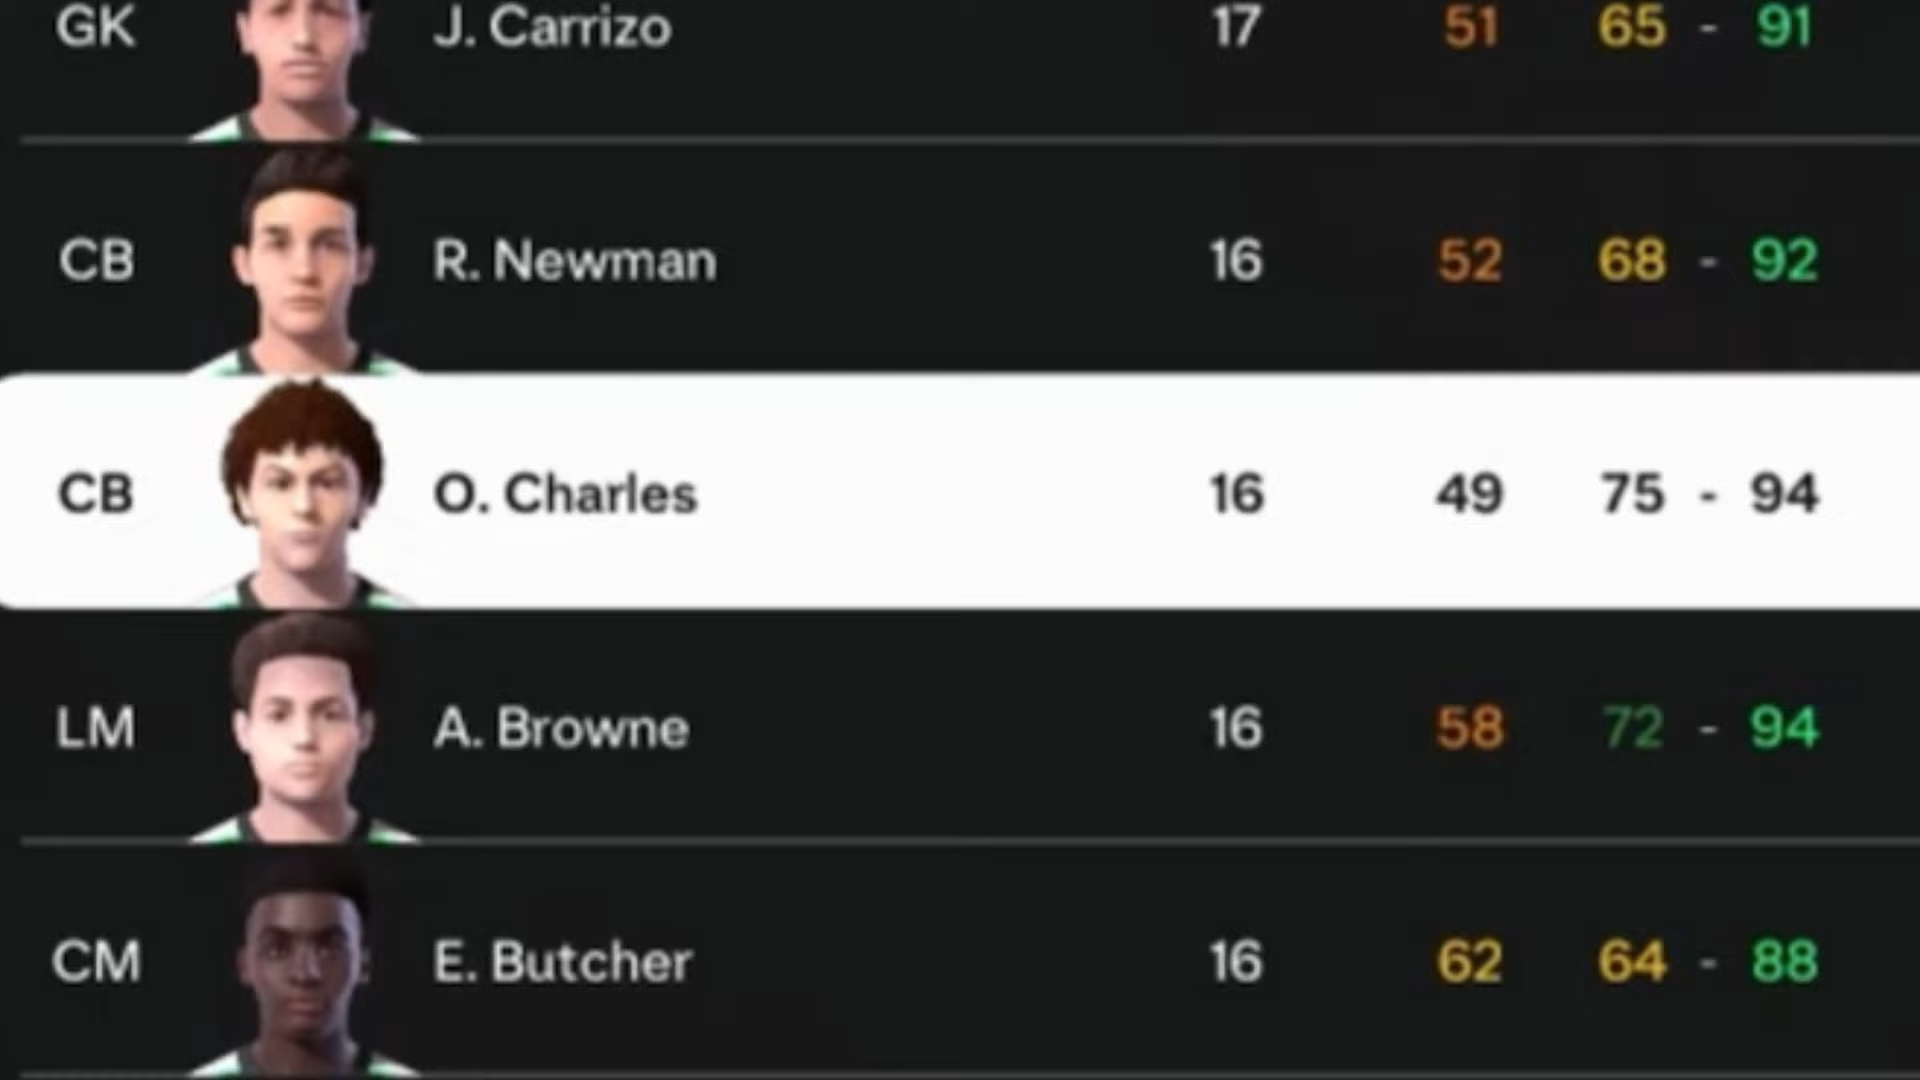 GK J. Carrizo 17 51 65 - 91
CB R. Newman 16 52 68 - 92
CB O. Charles 16 49 75 - 94
LM A. Browne 16 58 72 - 94
CM E. Butcher 16 62 64 - 88